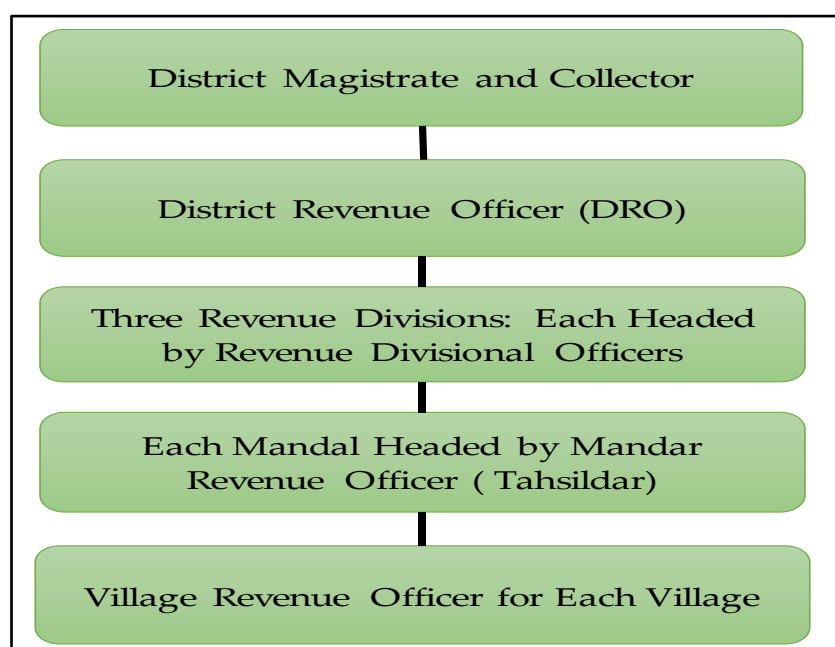 District Magistrate and Collector
District Revenue Officer (DRO)
Three Revenue Divisions: Each Headed
by Revenue Divisional Officers
Each Mandal Headed by Mandar
Revenue Officer ( Tahsildar)
Village Revenue Officer for Each Village